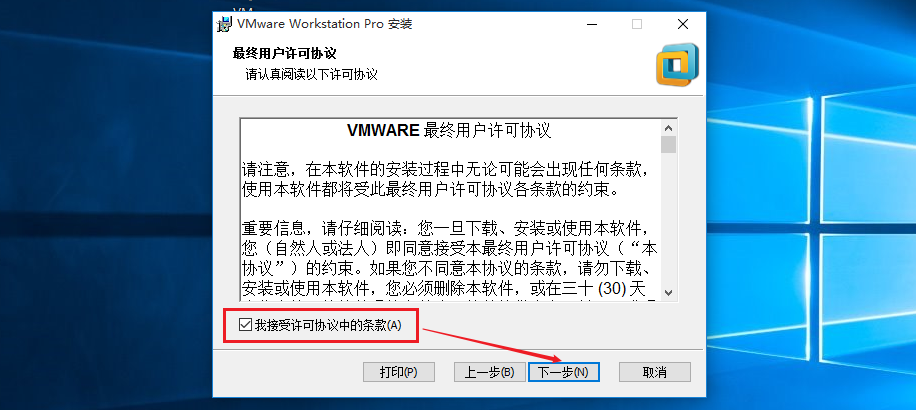 VMware Workstation Pro 安装
最终用户许可协议
请认真阅读以下许可协议
VMWARE 最终用户许可协议
请注意，在本软件的安装过程中无论可能会出现任何条款，
使用本软件都将受此最终用户许可协议各条款的约束。
重要信息，请仔细阅读：您一旦下载、安装或使用本软件，
您（自然人或法人）即同意接受本最终用户许可协议（“本
协议”）的约束。如果您不同意本协议的条款，请勿下载、
安装或使用本软件，您必须删除本软件，或在三十 (30) 天
我接受许可协议中的条款(A)
打印(P)
上一步(B)
下一步(N)
取消